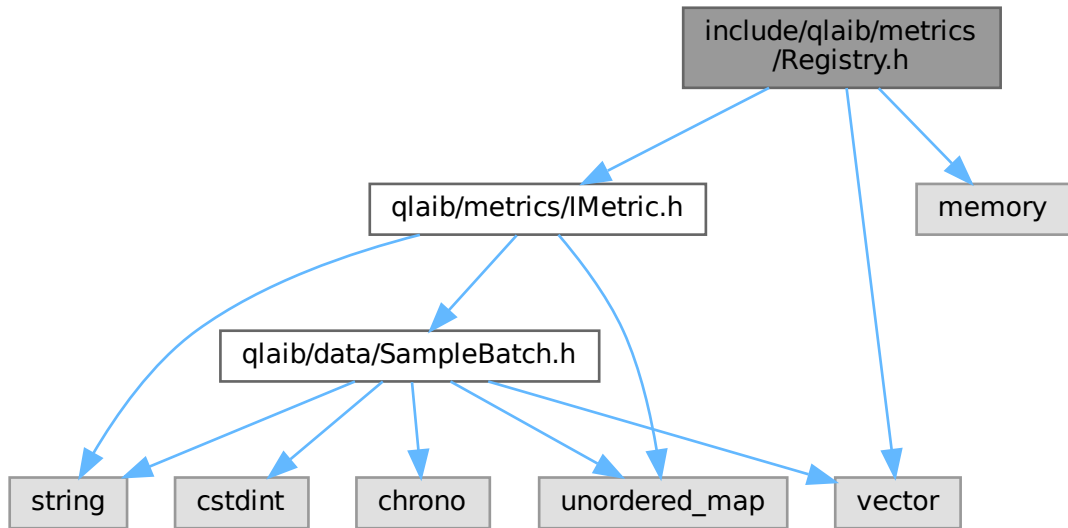 include/qlaib/metrics
/Registry.h
qlaib/metrics/IMetric.h
memory
qlaib/data/SampleBatch.h
string
cstdint
chrono
unordered_map
vector